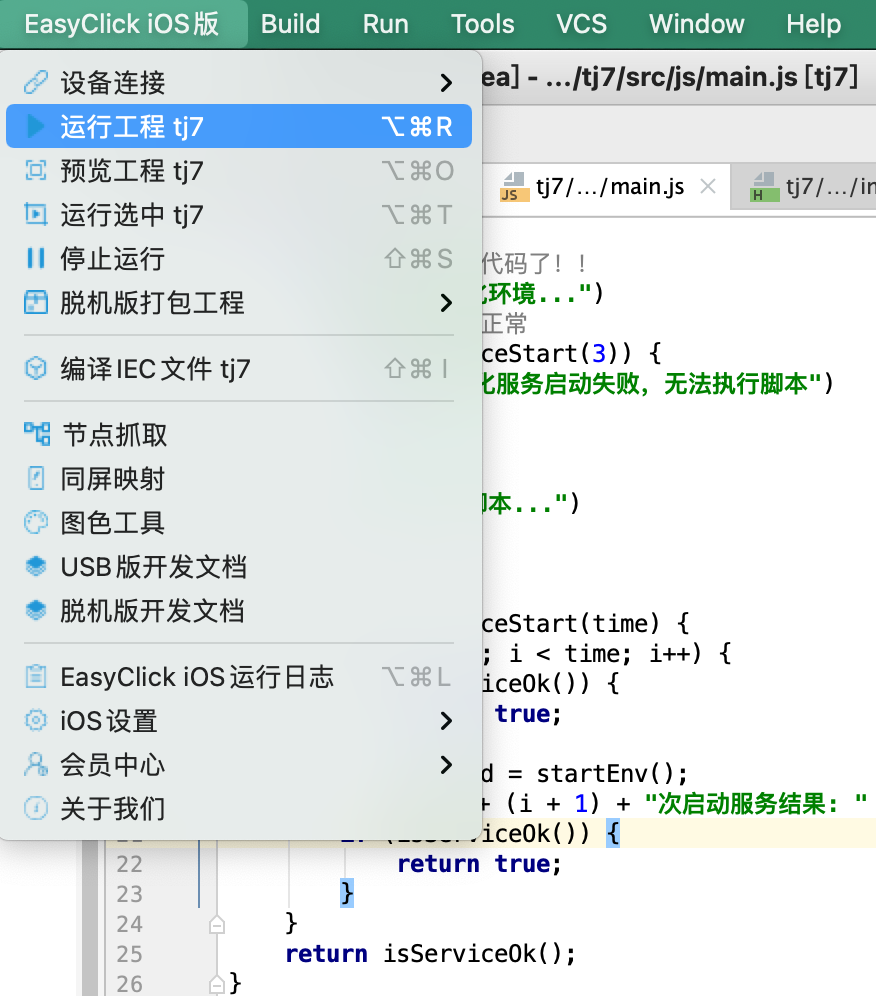 EasyClick iOS版 Build Run Tools VCS Window Help
ea] - .../tj7/src/js/main.js [tj7]
设备连接
运行工程 tj7 ⌥⌘R
预览工程 tj7 ⌥⌘O
JS tj7/.../main.js H tj7/.../in
运行选中 tj7 ⌥⌘T
停止运行 ⇧⌘S
代码了！！
脱机版打包工程
化环境...")
正常
ceStart(3)) {
编译IEC文件 tj7 ⇧⌘I
化服务启动失败，无法执行脚本")
节点抓取
同屏映射
本...")
图色工具
USB版开发文档
脱机版开发文档
ceStart(time) {
; i < time; i++) {
EasyClick iOS运行日志 ⌥⌘L
iceOk()) {
iOS设置
true;
会员中心
d = startEnv();
关于我们
+ (i + 1) + "次启动服务结果: "
iceOk()) {
22 return true;
23 }
24 }
25 return isServiceOk();
26 }